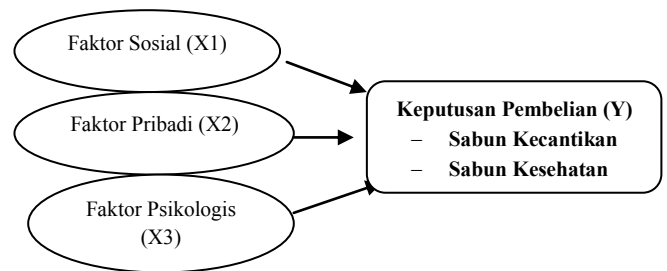 Faktor Sosial (X1)
Faktor Pribadi (X2)
Faktor Psikologis
(X3)
Keputusan Pembelian (Y)
– Sabun Kecantikan
– Sabun Kesehatan